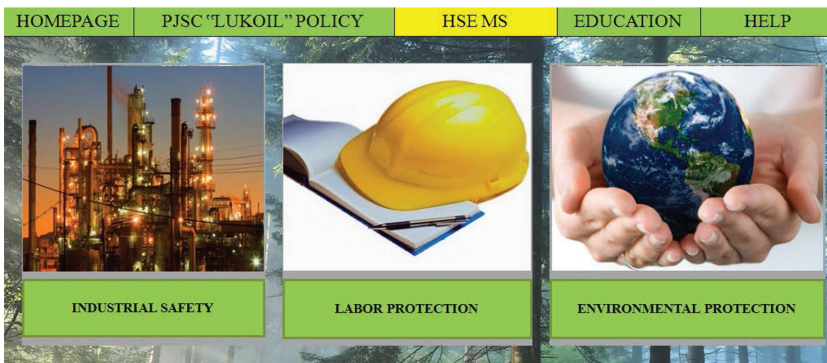 HOMEPAGE PJSC “LUKOIL” POLICY HSE MS EDUCATION HELP
INDUSTRIAL SAFETY LABOR PROTECTION ENVIRONMENTAL PROTECTION